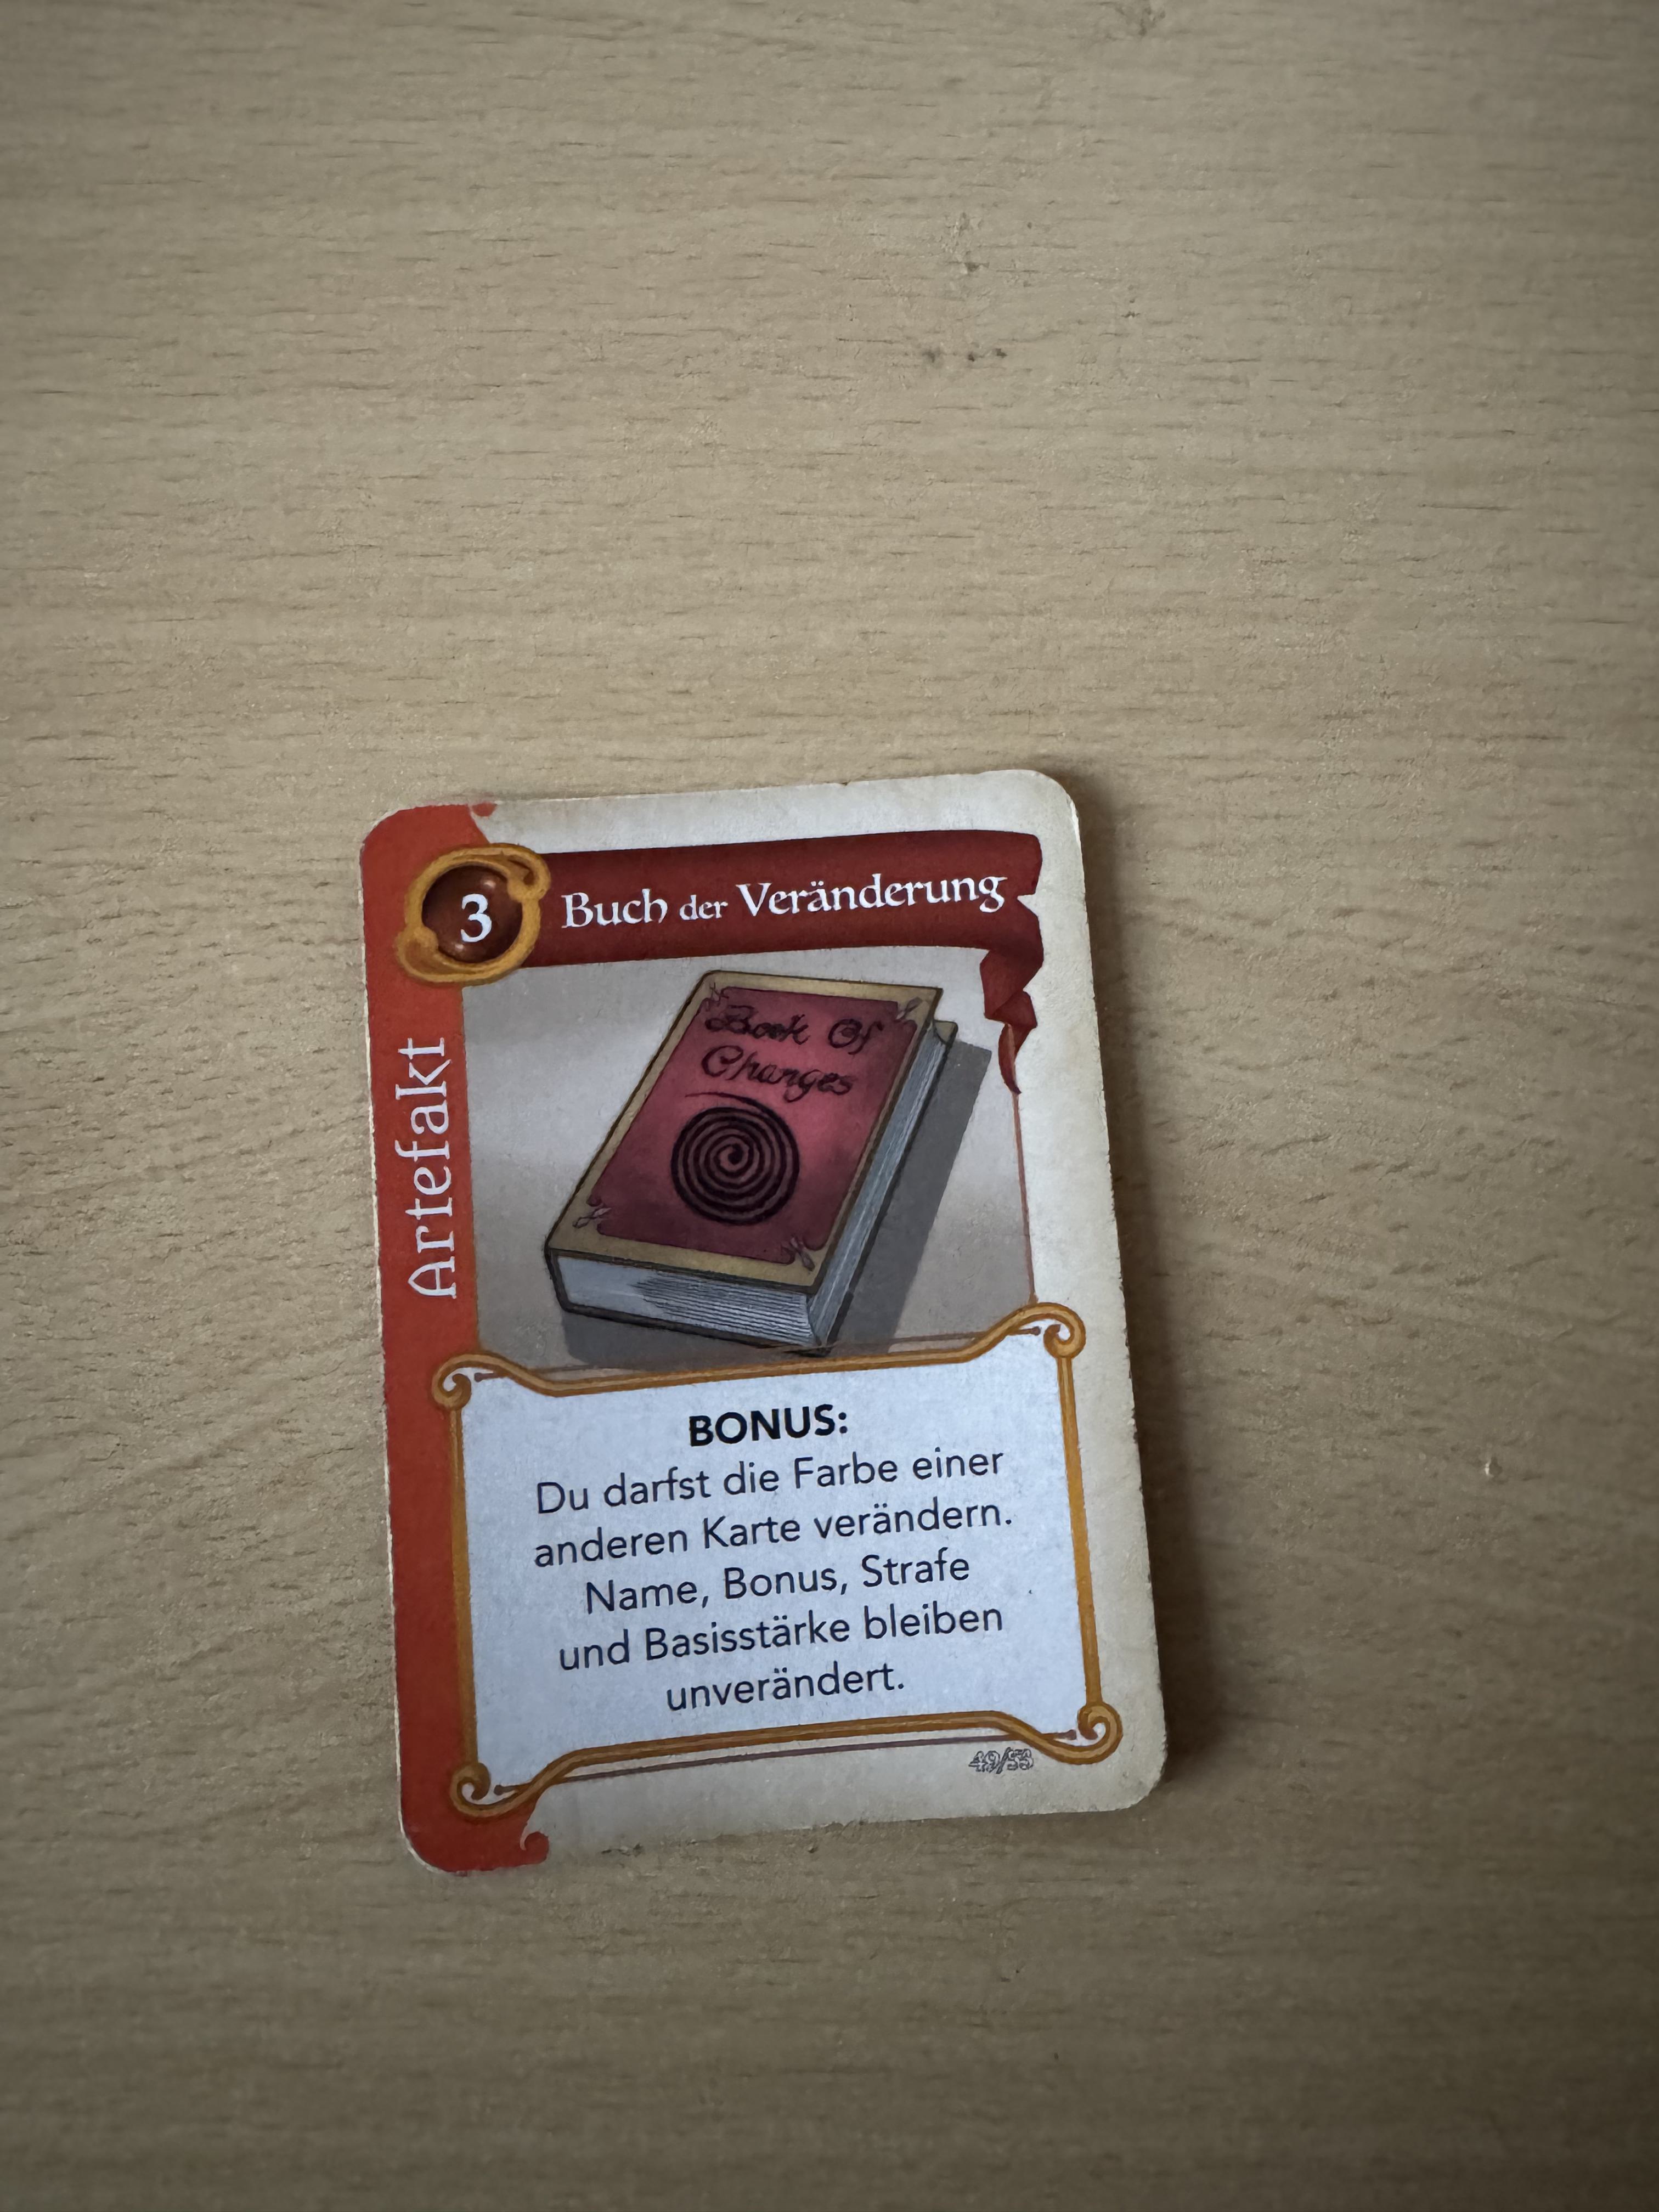 3
Buch der Veränderung
Artefakt
Book Of
Changes
BONUS:
Du darfst die Farbe einer
anderen Karte verändern.
Name, Bonus, Strafe
und Basisstärke bleiben
unverändert.
49/53